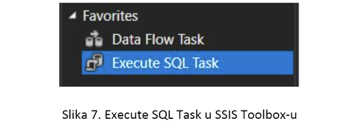 Favorites
Data Flow Task
Execute SQL Task
Slika 7. Execute SQL Task u SSIS Toolbox-u